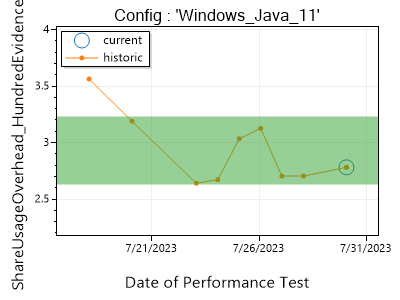 Config : 'Windows_Java_11'
current
historic
4
3.5
3
2.5
ShareUsageOverhead_HundredEvidence
7/21/2023
7/26/2023
7/31/2023
Date of Performance Test